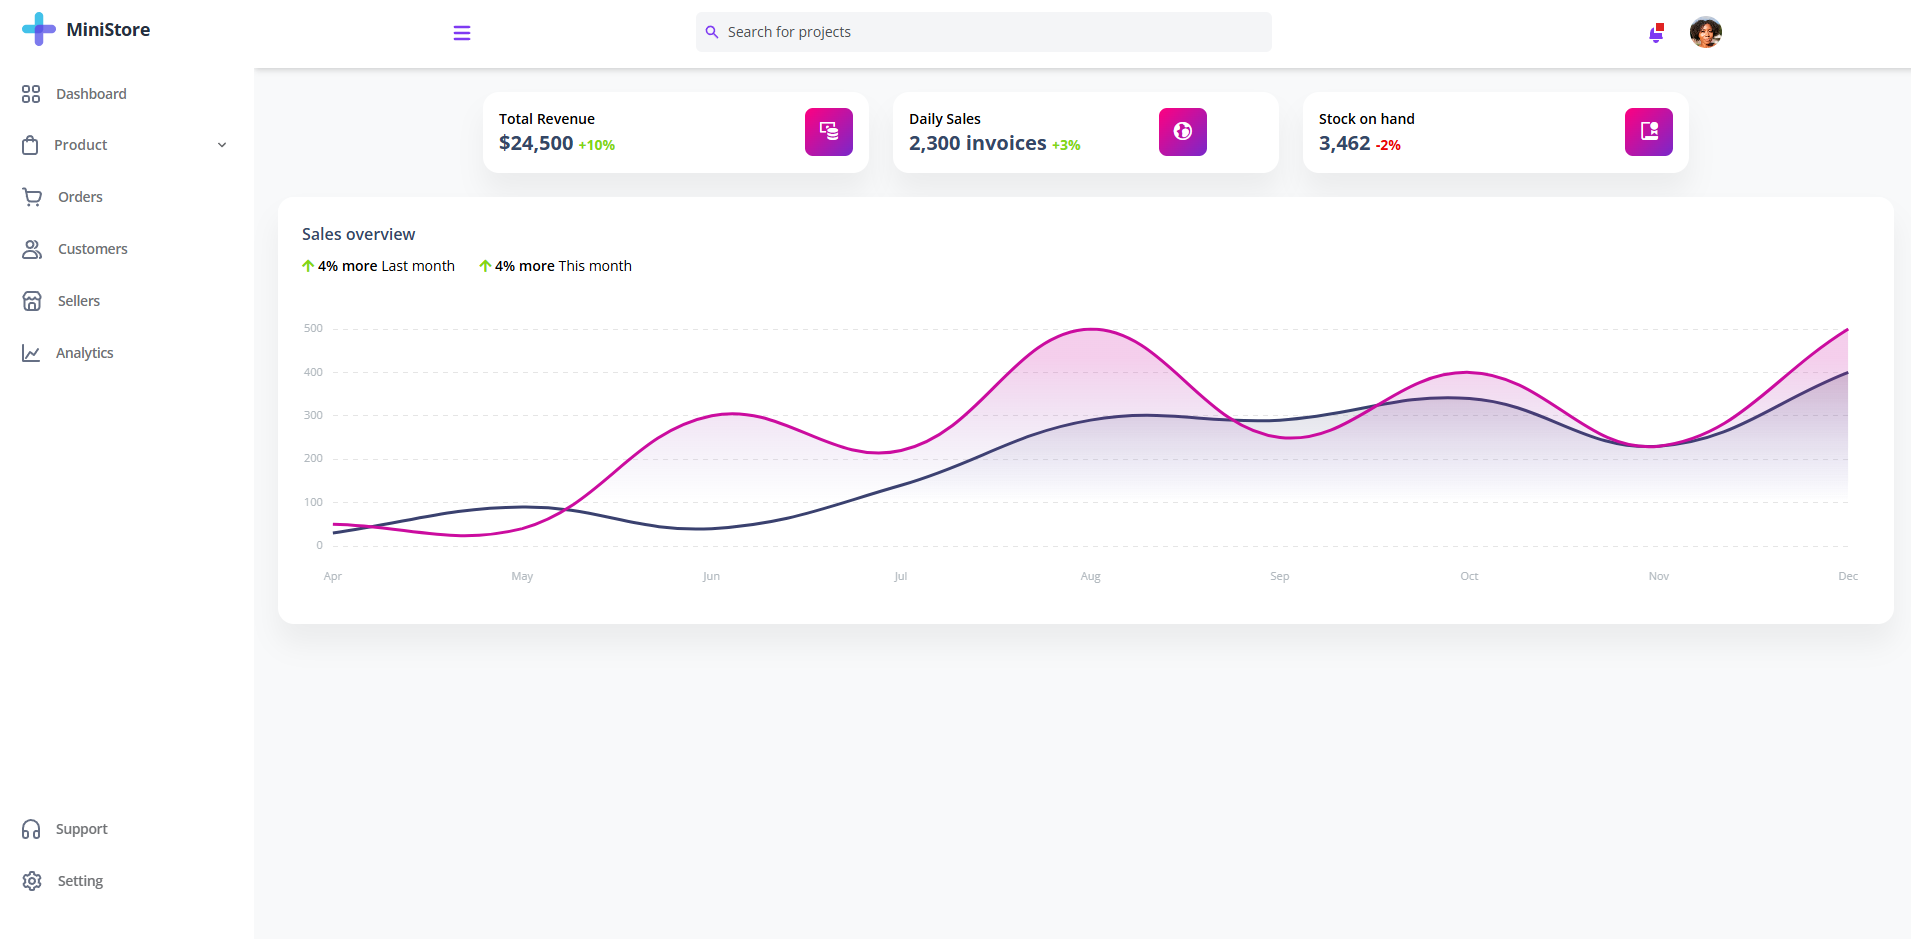 MiniStore
Search for projects
Dashboard
Product
Orders
Customers
Sellers
Analytics
Support
Setting
Total Revenue
$24,500 +10%
Daily Sales
2,300 invoices +3%
Stock on hand
3,462 -2%
Sales overview
4% more Last month 4% more This month
500
400
300
200
100
0
Apr May Jun Jul Aug Sep Oct Nov Dec